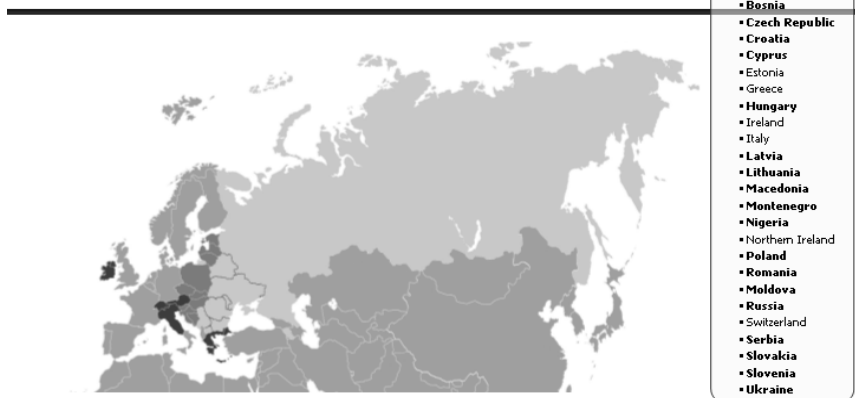 ▪ Bosnia
▪ Czech Republic
▪ Croatia
▪ Cyprus
▪ Estonia
▪ Greece
▪ Hungary
▪ Ireland
▪ Italy
▪ Latvia
▪ Lithuania
▪ Macedonia
▪ Montenegro
▪ Nigeria
▪ Northern Ireland
▪ Poland
▪ Romania
▪ Moldova
▪ Russia
▪ Switzerland
▪ Serbia
▪ Slovakia
▪ Slovenia
▪ Ukraine